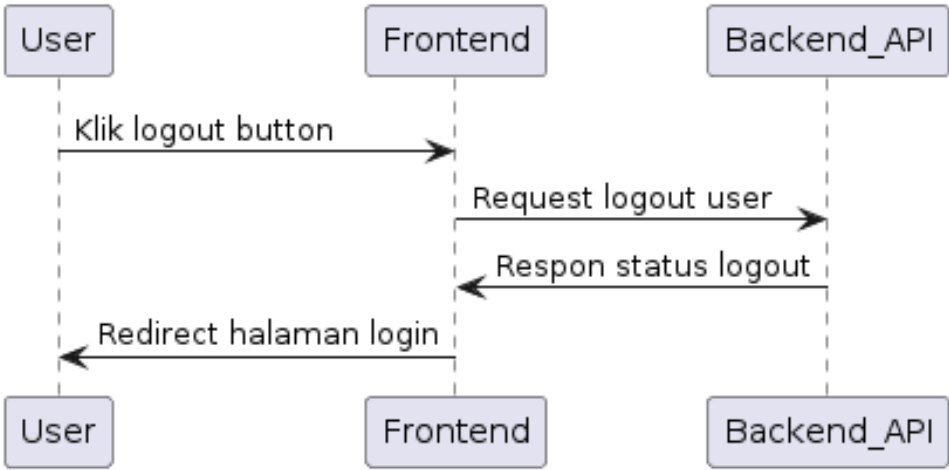 User
Frontend
Backend_API
Klik logout button
Request logout user
Respon status logout
Redirect halaman login
User
Frontend
Backend_API